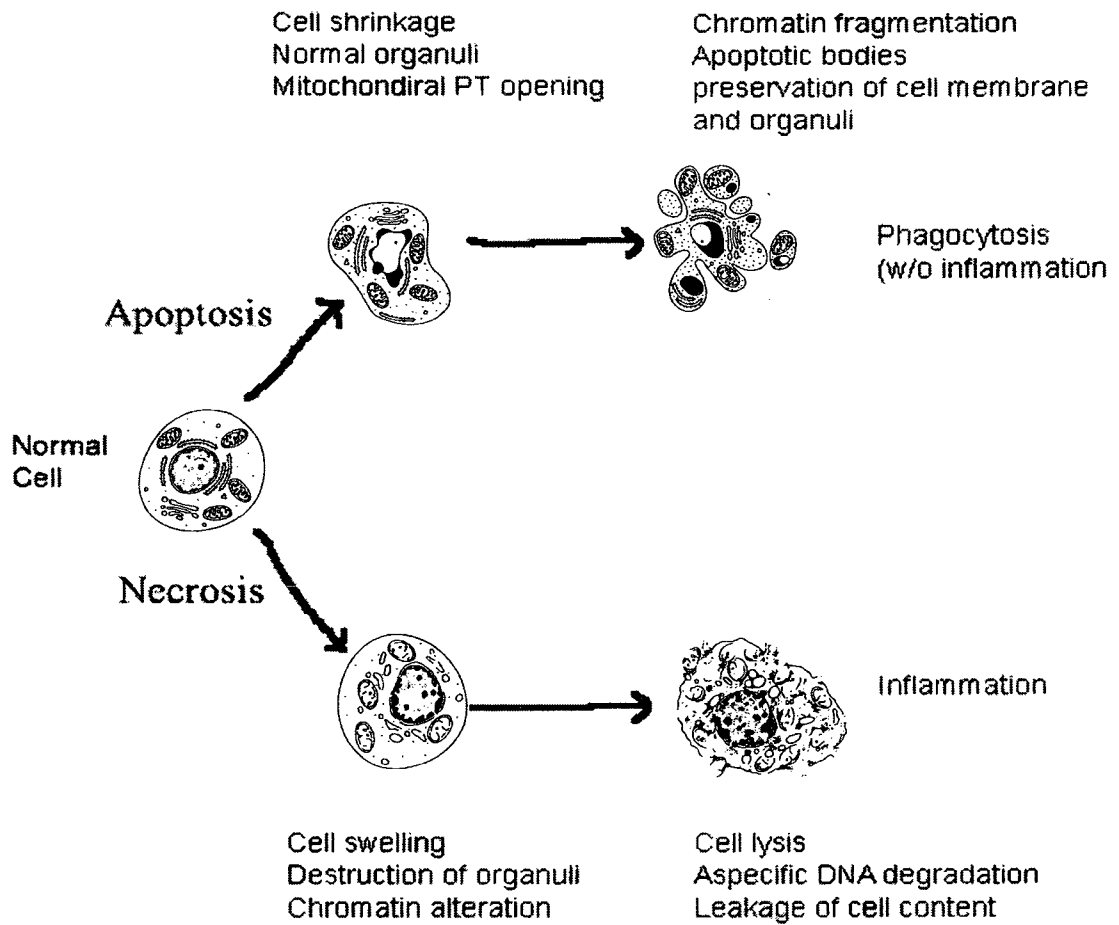 Cell shrinkage
Normal organuli
Mitochondiral PT opening
Chromatin fragmentation
Apoptotic bodies
preservation of cell membrane
and organuli
Phagocytosis
(w/o inflammation
Apoptosis
Normal
Cell
Necrosis
Inflammation
Cell swelling
Destruction of organuli
Chromatin alteration
Cell lysis
Aspecific DNA degradation
Leakage of cell content